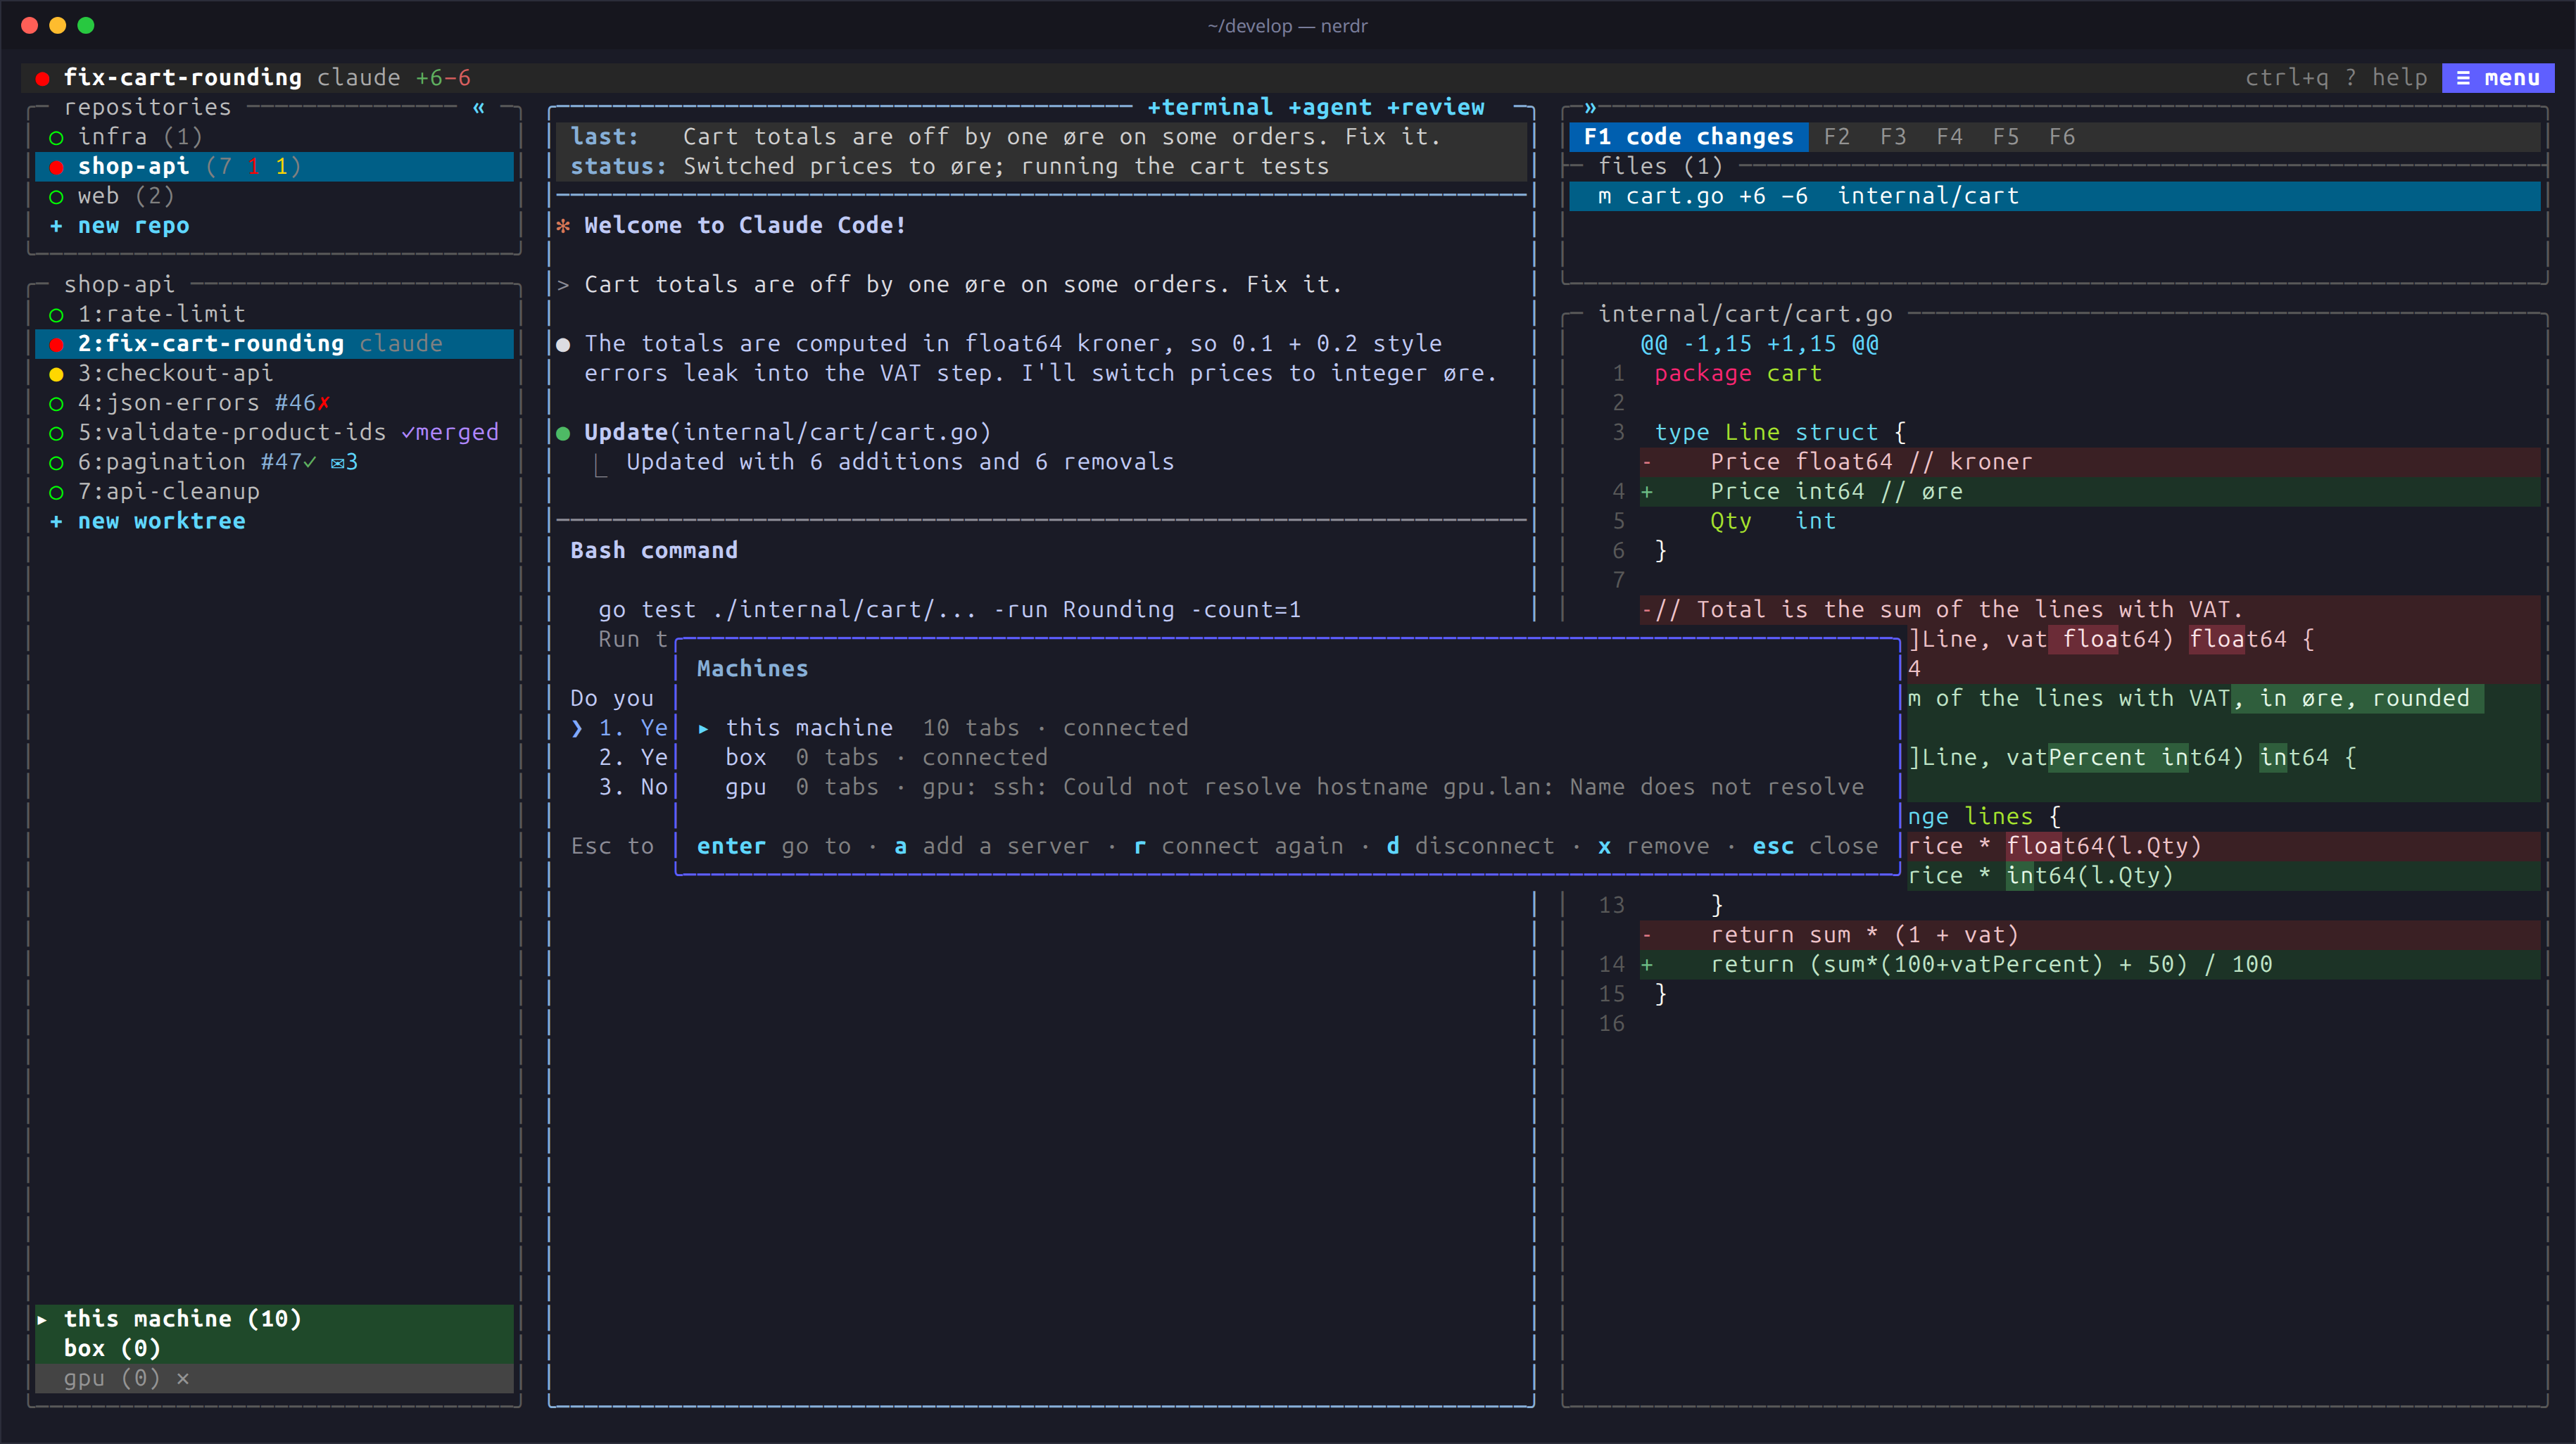 ~/develop — nerdr
● fix-cart-rounding claude +6-6
ctrl+q ? help ≡ menu
repositories «
○ infra (1)
● shop-api (7 1 1)
○ web (2)
+ new repo
shop-api
○ 1:rate-limit
● 2:fix-cart-rounding claude
● 3:checkout-api
○ 4:json-errors #46✗
○ 5:validate-product-ids ✓merged
○ 6:pagination #47✓ ✉3
○ 7:api-cleanup
+ new worktree
▸ this machine (10)
box (0)
gpu (0) ×
+terminal +agent +review
last: Cart totals are off by one øre on some orders. Fix it.
status: Switched prices to øre; running the cart tests
✻ Welcome to Claude Code!
> Cart totals are off by one øre on some orders. Fix it.
● The totals are computed in float64 kroner, so 0.1 + 0.2 style
errors leak into the VAT step. I'll switch prices to integer øre.
● Update(internal/cart/cart.go)
⎿ Updated with 6 additions and 6 removals
Bash command
go test ./internal/cart/... -run Rounding -count=1
Run t
Do you
❯ 1. Ye
2. Ye
3. No
Esc to
Machines
▸ this machine 10 tabs · connected
box 0 tabs · connected
gpu 0 tabs · gpu: ssh: Could not resolve hostname gpu.lan: Name does not resolve
enter go to · a add a server · r connect again · d disconnect · x remove · esc close
»
F1 code changes F2 F3 F4 F5 F6
files (1)
m cart.go +6 -6 internal/cart
internal/cart/cart.go
@@ -1,15 +1,15 @@
1 package cart
2
3 type Line struct {
- Price float64 // kroner
4 + Price int64 // øre
5 Qty int
6 }
7
-// Total is the sum of the lines with VAT.
]Line, vat float64) float64 {
4
m of the lines with VAT, in øre, rounded
]Line, vatPercent int64) int64 {
nge lines {
rice * float64(l.Qty)
rice * int64(l.Qty)
13 }
- return sum * (1 + vat)
14 + return (sum*(100+vatPercent) + 50) / 100
15 }
16